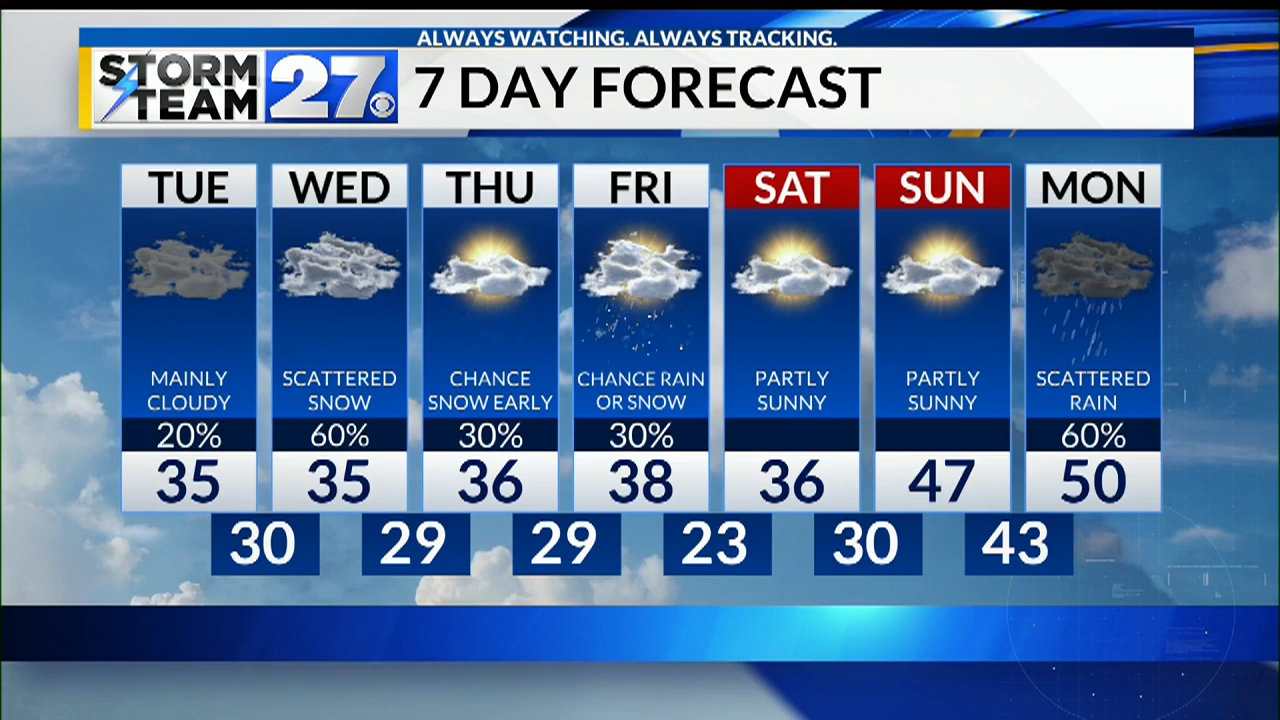 ALWAYS WATCHING. ALWAYS TRACKING.
STORM
TEAM
27
7 DAY FORECAST
TUE WED THU FRI SAT SUN MON
MAINLY CLOUDY
SCATTERED SNOW
CHANCE SNOW EARLY
CHANCE RAIN OR SNOW
PARTLY SUNNY
PARTLY SUNNY
SCATTERED RAIN
20% 60% 30% 30% 60%
35 35 36 38 36 47 50
30 29 29 23 30 43